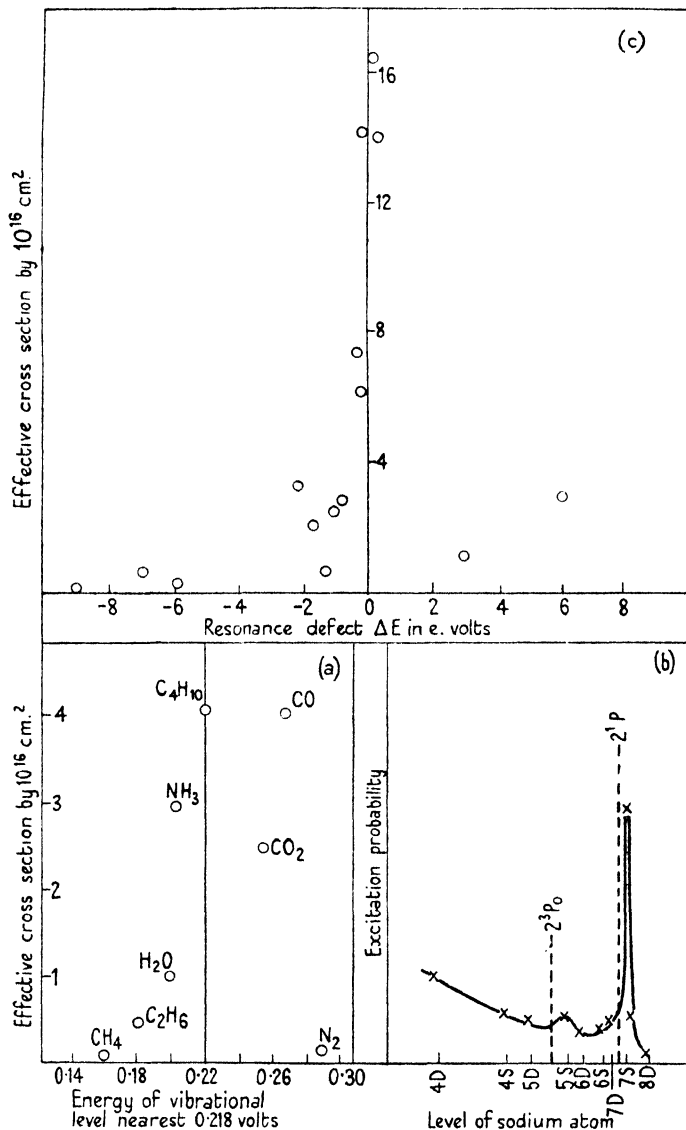 (c)
16
12
8
4
Effective cross section by 10¹⁶ cm.²
-8 -6 -4 -2 0 2 4 6 8
Resonance defect ΔE in e. volts
(a)
C₄H₁₀
CO
NH₃
CO₂
H₂O
C₂H₆
CH₄
N₂
4
3
2
1
Effective cross section by 10¹⁶ cm.²
0·14 0·18 0·22 0·26 0·30
Energy of vibrational
level nearest 0·218 volts
(b)
2¹P
2³P₀
Excitation probability
4D 4S 5D 5S 6D 6S 7D 7S 8D
Level of sodium atom